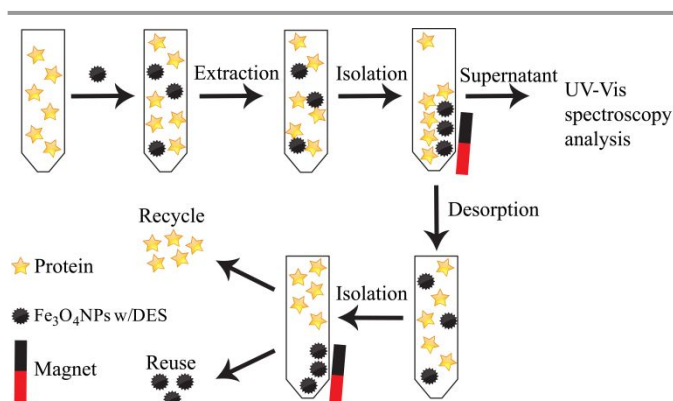 Extraction
Isolation
Supernatant
UV-Vis
spectroscopy
analysis
Desorption
Recycle
Isolation
Reuse
Protein
Fe₃O₄NPs w/DES
Magnet